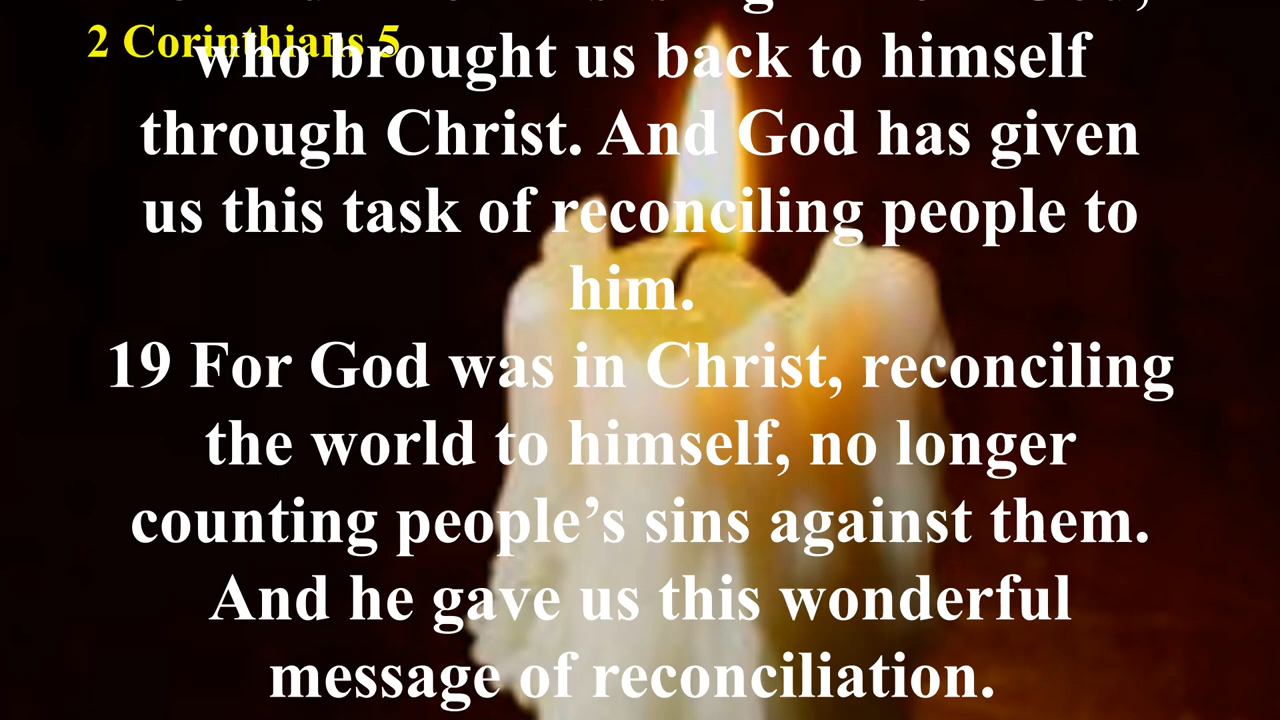 2 Corinthians 5
who brought us back to himself
through Christ. And God has given
us this task of reconciling people to
him.
19 For God was in Christ, reconciling
the world to himself, no longer
counting people’s sins against them.
And he gave us this wonderful
message of reconciliation.